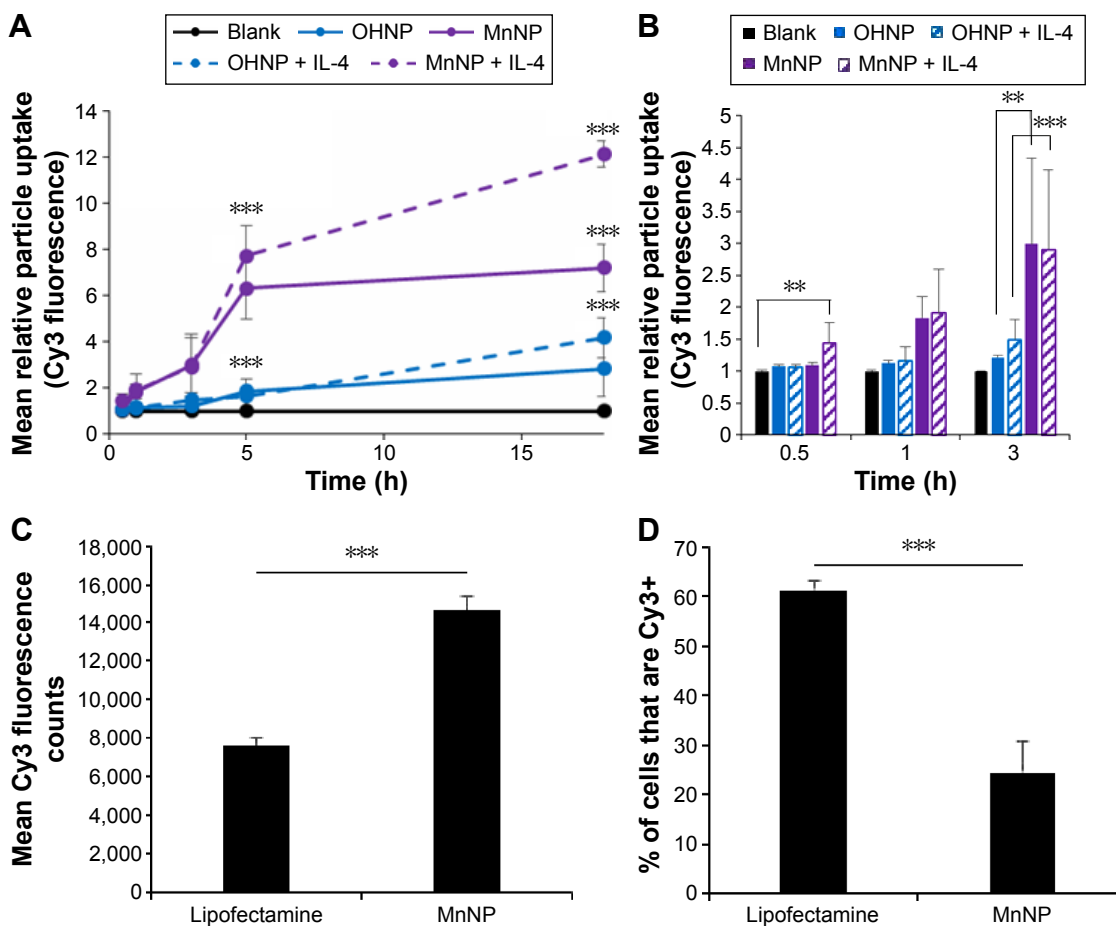 A
Blank OHNP MnNP
OHNP + IL-4 MnNP + IL-4
Mean relative particle uptake
(Cy3 fluorescence)
14
12
10
8
6
4
2
0
***
***
***
***
***
0 5 10 15
Time (h)
B
Blank OHNP OHNP + IL-4
MnNP MnNP + IL-4
Mean relative particle uptake
(Cy3 fluorescence)
5
4.5
4
3.5
3
2.5
2
1.5
1
0.5
0
**
**
***
0.5 1 3
Time (h)
C
Mean Cy3 fluorescence
counts
18,000
16,000
14,000
12,000
10,000
8,000
6,000
4,000
2,000
0
***
Lipofectamine MnNP
D
% of cells that are Cy3+
70
60
50
40
30
20
10
0
***
Lipofectamine MnNP